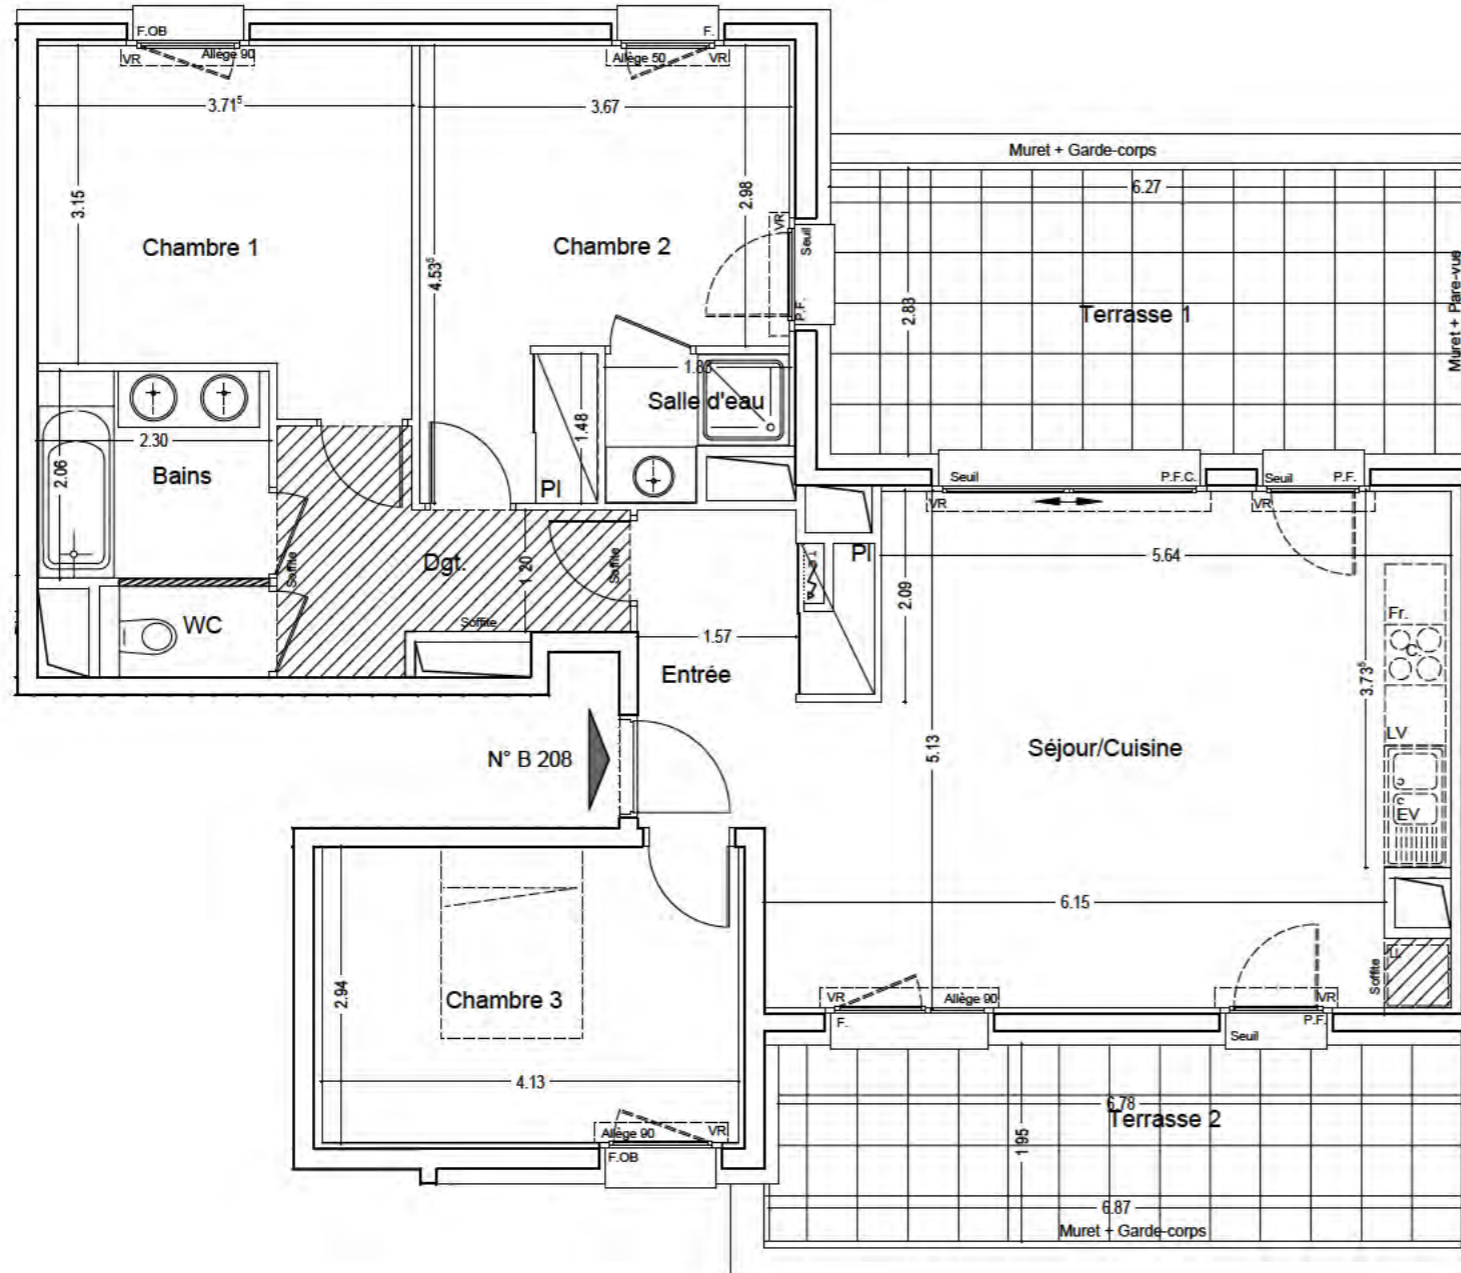 F.OB
VR
Allège 90
F.
Allège 50
VR
3.71⁵
3.67
Muret + Garde-corps
6.27
3.15
2.98
Chambre 1
Chambre 2
4.53⁵
VR
Seuil
P.F.
2.83
Terrasse 1
Muret + Pare-vue
1.83
Salle d'eau
1.48
2.30
2.06
Bains
Pl
Seuil
P.F.C.
Seuil
P.F.
VR
VR
Soffite
Dgt.
1.20
Soffite
Pl
5.64
2.09
WC
Soffite
1.57
Entrée
Fr.
C
3.73⁵
N° B 208
5.13
Séjour/Cuisine
LV
EV
6.15
2.94
Chambre 3
Soffite
LL
VR
Allège 90
VR
F.
P.F.
Seuil
4.13
6.78
Terrasse 2
1.95
Allège 90
VR
F.OB
6.87
Muret + Garde-corps